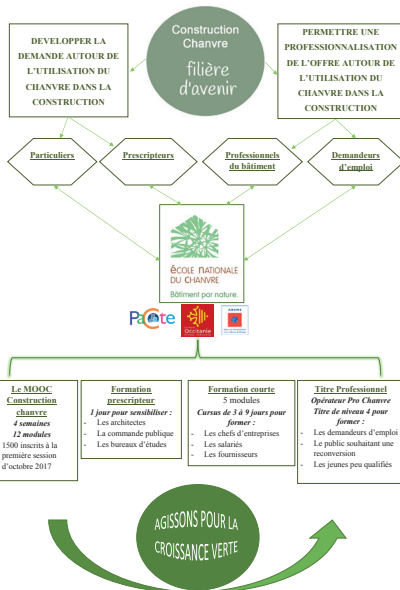 Construction
Chanvre
filière
d'avenir
DEVELOPPER LA
DEMANDE AUTOUR DE
L'UTILISATION DU
CHANVRE DANS LA
CONSTRUCTION
PERMETTRE UNE
PROFESSIONNALISATION
DE L'OFFRE AUTOUR DE
L'UTILISATION DU
CHANVRE DANS LA
CONSTRUCTION
Particuliers
Prescripteurs
Professionnels
du bâtiment
Demandeurs
d'emploi
école nationale
du chanvre
Bâtiment par nature.
PaCte
Occitanie
ADEME
Le MOOC
Construction
chanvre
4 semaines
12 modules
1500 inscrits à la
première session
d'octobre 2017
Formation
prescripteur
1 jour pour sensibiliser :
- Les architectes
- La commande publique
- Les bureaux d'études
Formation courte
5 modules
Cursus de 3 à 9 jours pour
former :
- Les chefs d'entreprises
- Les salariés
- Les fournisseurs
Titre Professionnel
Opérateur Pro Chanvre
Titre de niveau 4 pour
former :
- Les demandeurs d'emploi
- Le public souhaitant une
reconversion
- Les jeunes peu qualifiés
AGISSONS POUR LA
CROISSANCE VERTE